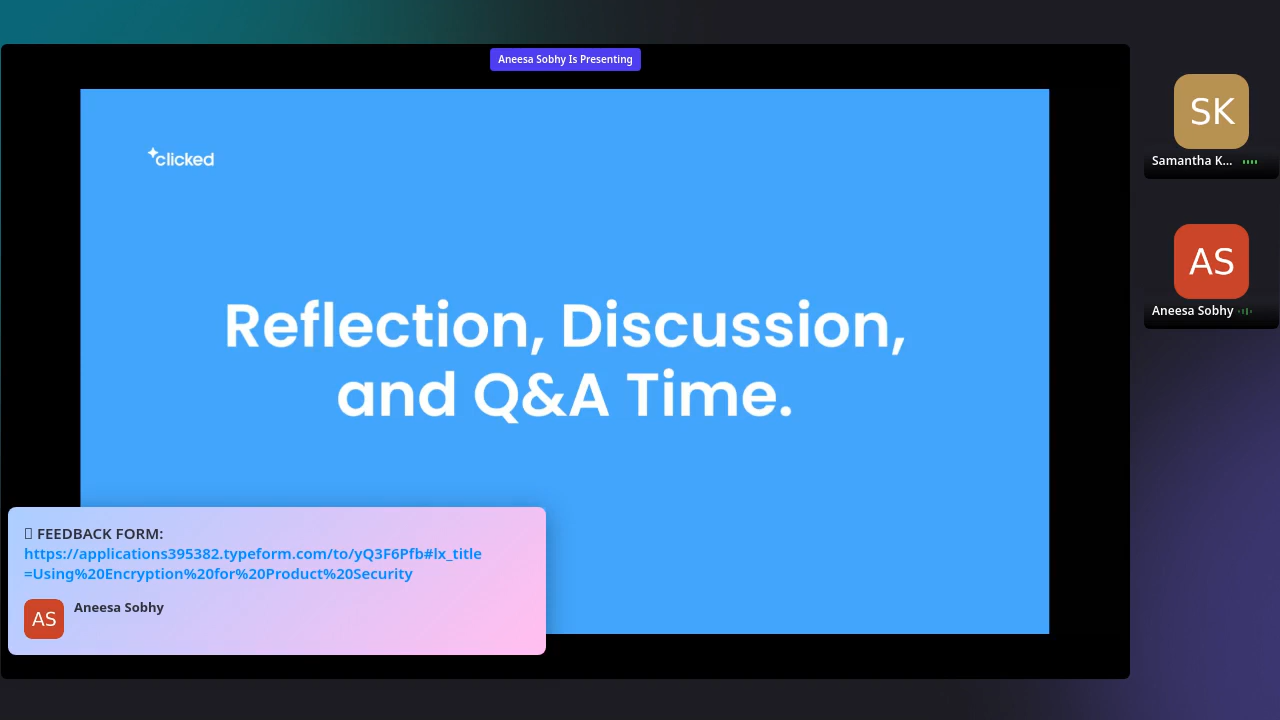 Aneesa Sobhy Is Presenting
clicked
Reflection, Discussion,
and Q&A Time.
FEEDBACK FORM:
https://applications395382.typeform.com/to/yQ3F6Pfb#lx_title
=Using%20Encryption%20for%20Product%20Security
AS
Aneesa Sobhy
SK
Samantha K...
AS
Aneesa Sobhy